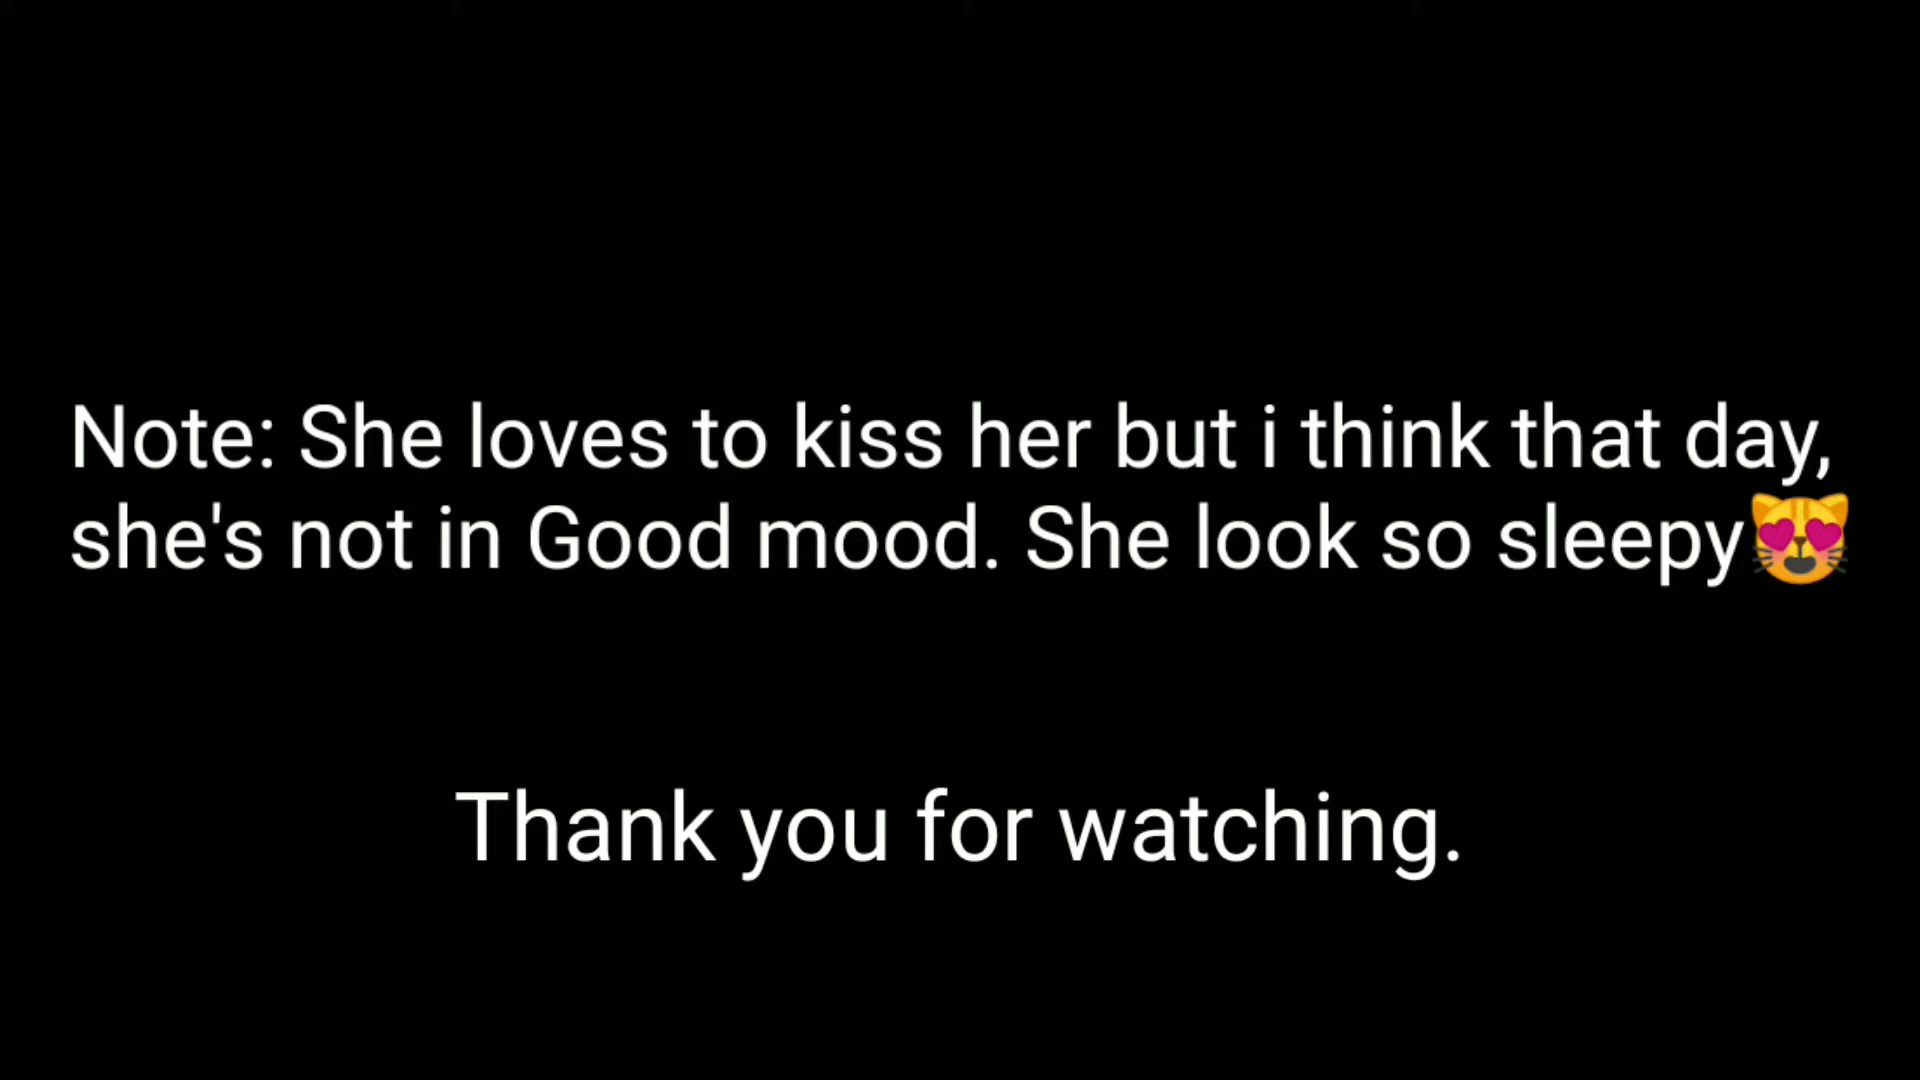 Note: She loves to kiss her but i think that day,
she's not in Good mood. She look so sleepy😻
Thank you for watching.